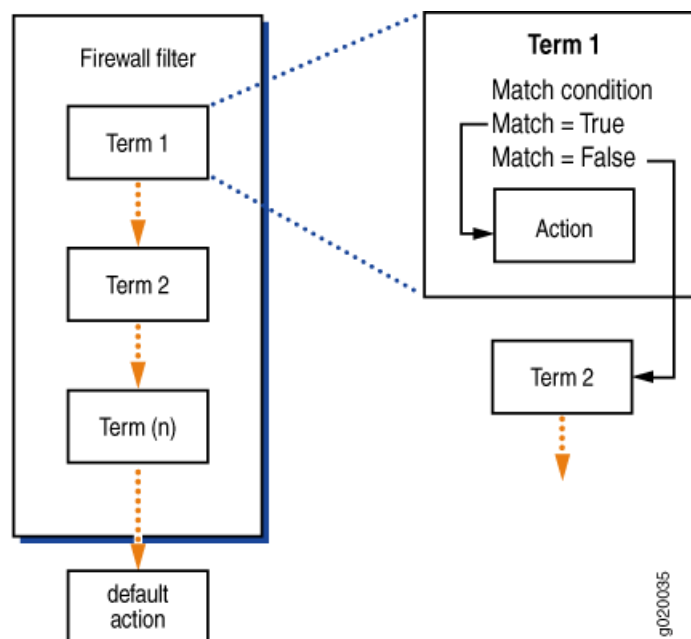 Firewall filter
Term 1
Term 2
Term (n)
default
action
Term 1
Match condition
Match = True
Match = False
Action
Term 2
g020035